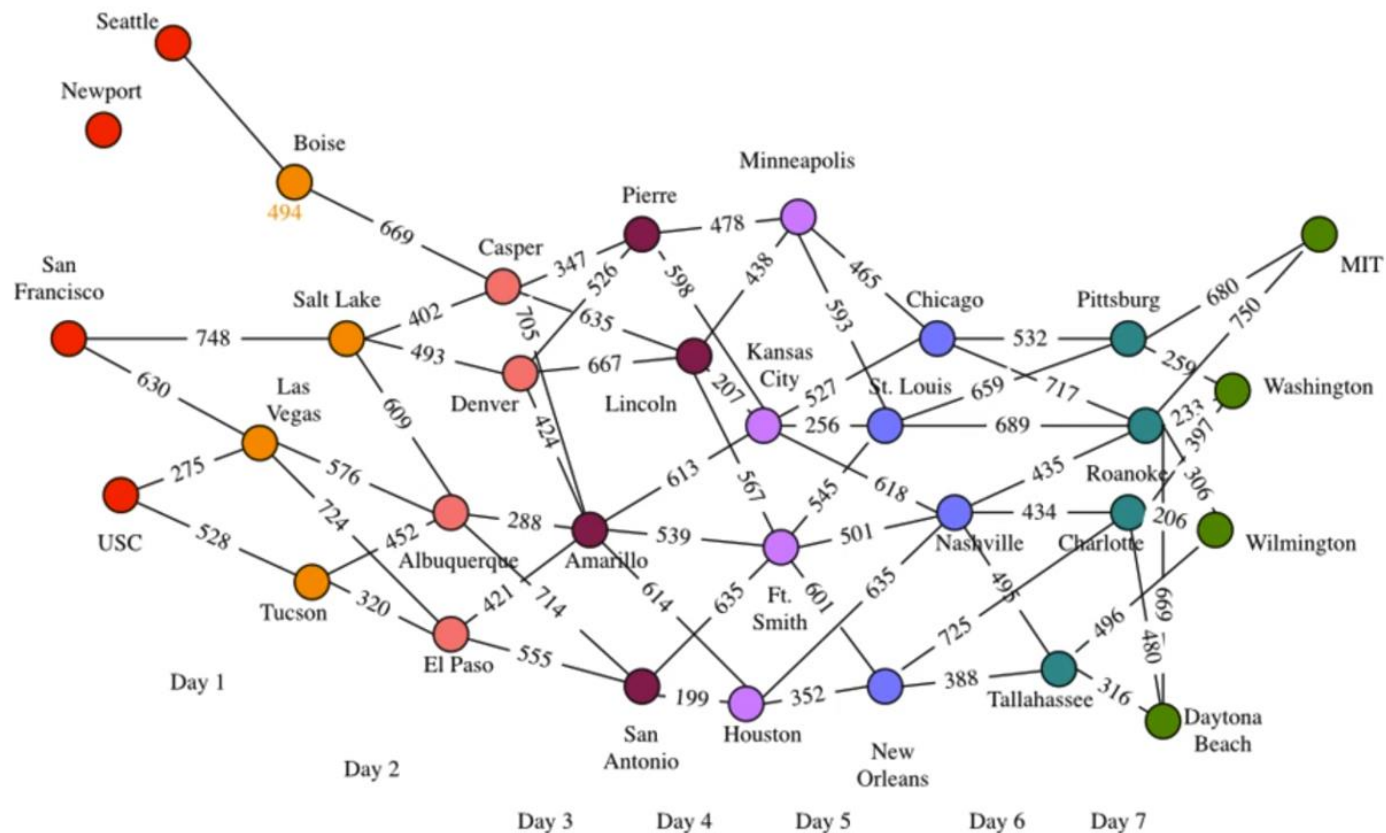 Seattle
Newport
Boise
494
669
Minneapolis
Pierre
478
Casper
347
526
598
438
465
San
Francisco
Salt Lake
402
705
635
593
Chicago
Pittsburg
680
MIT
748
493
667
532
750
259
630
Las
Vegas
609
Denver
424
Lincoln
207
Kansas
City
527
St. Louis
659
717
Washington
233
397
256
689
275
576
613
567
435
Roanoke
306
USC
528
724
452
288
539
545
618
501
434
206
Albuquerque
Amarillo
Nashville
Charlotte
Wilmington
Tucson
320
421
714
614
635
Ft.
Smith
601
635
495
496
669
El Paso
555
725
480
Day 1
199
352
388
Tallahassee
316
San
Antonio
Houston
New
Orleans
Daytona
Beach
Day 2
Day 3
Day 4
Day 5
Day 6
Day 7